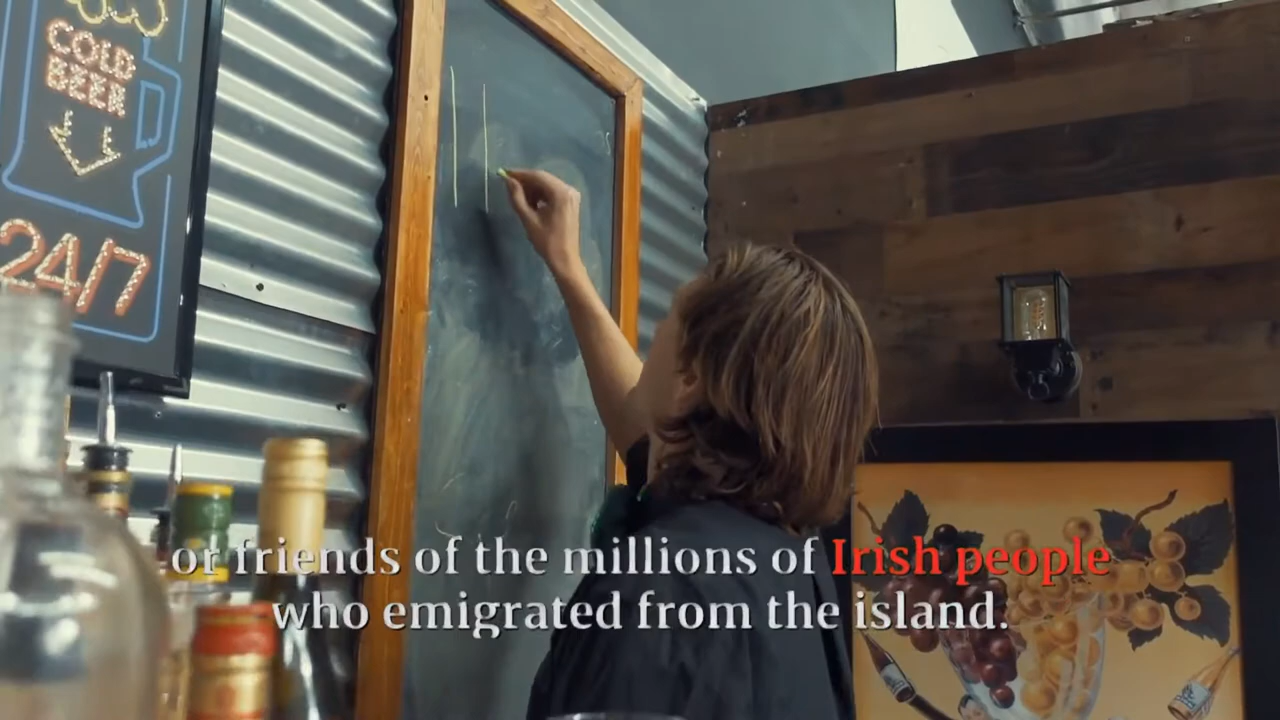 COLD
BEER
24/7
or friends of the millions of Irish people
who emigrated from the island.